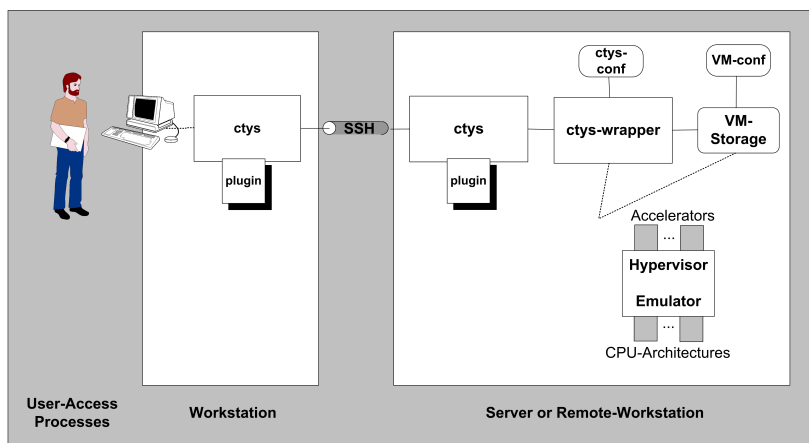 ctys-
conf
VM-conf
ctys
SSH
ctys
ctys-wrapper
VM-
Storage
plugin
plugin
Accelerators
...
Hypervisor
Emulator
...
CPU-Architectures
User-Access
Processes
Workstation
Server or Remote-Workstation